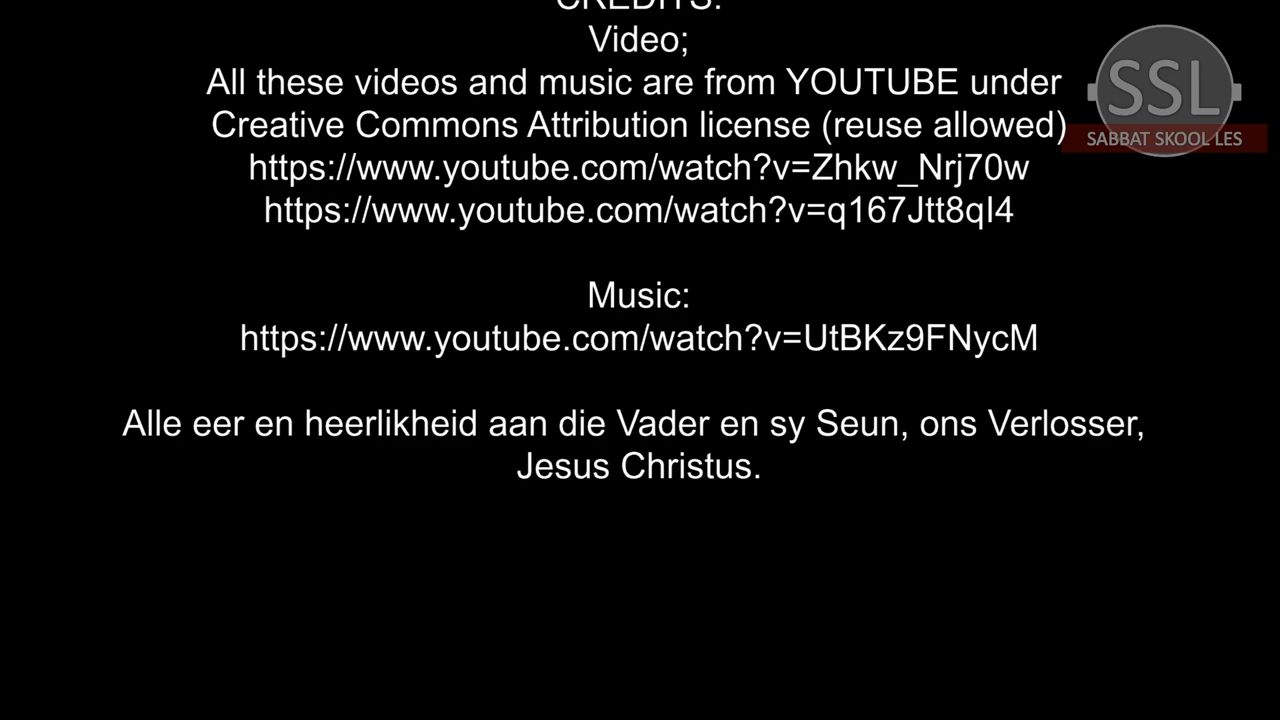 CREDITS:
Video;
All these videos and music are from YOUTUBE under
Creative Commons Attribution license (reuse allowed)
https://www.youtube.com/watch?v=Zhkw_Nrj70w
https://www.youtube.com/watch?v=q167Jtt8qI4
Music:
https://www.youtube.com/watch?v=UtBKz9FNycM
Alle eer en heerlikheid aan die Vader en sy Seun, ons Verlosser,
Jesus Christus.
SSL
SABBAT SKOOL LES